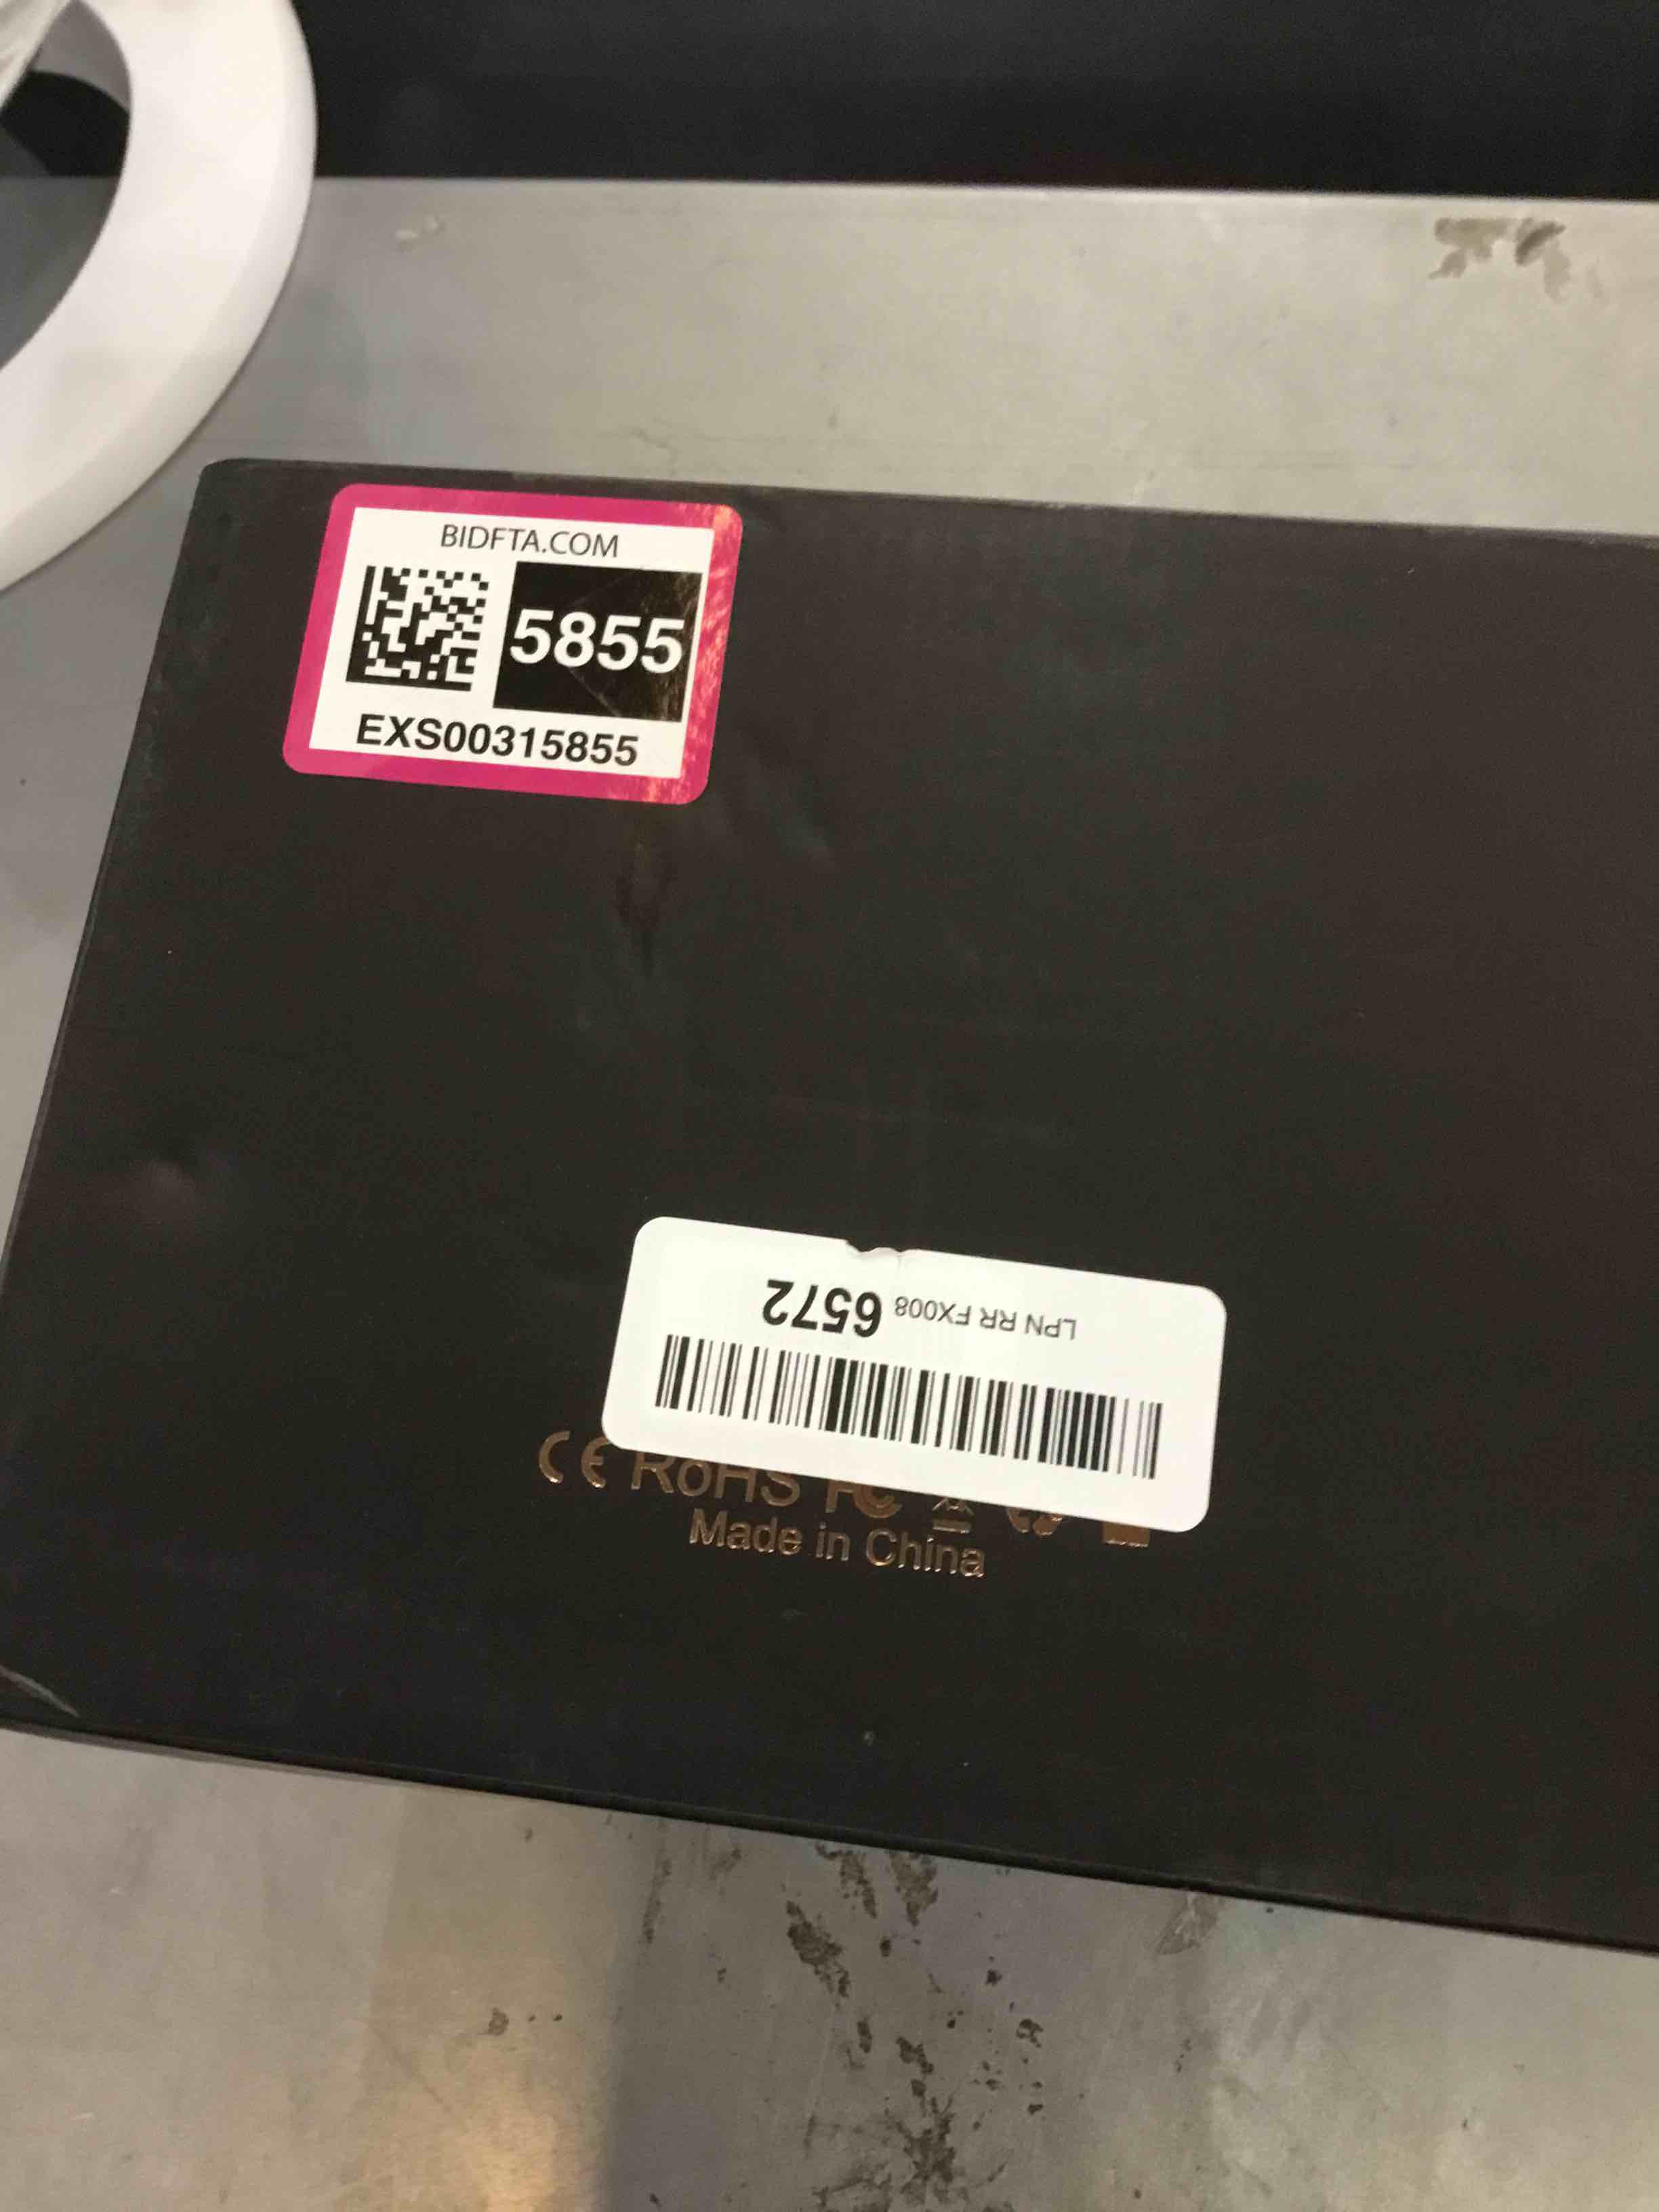 BIDFTA.COM
5855
EXS00315855
LPN RR FX008 6572
CE RoHS FC
Made in China